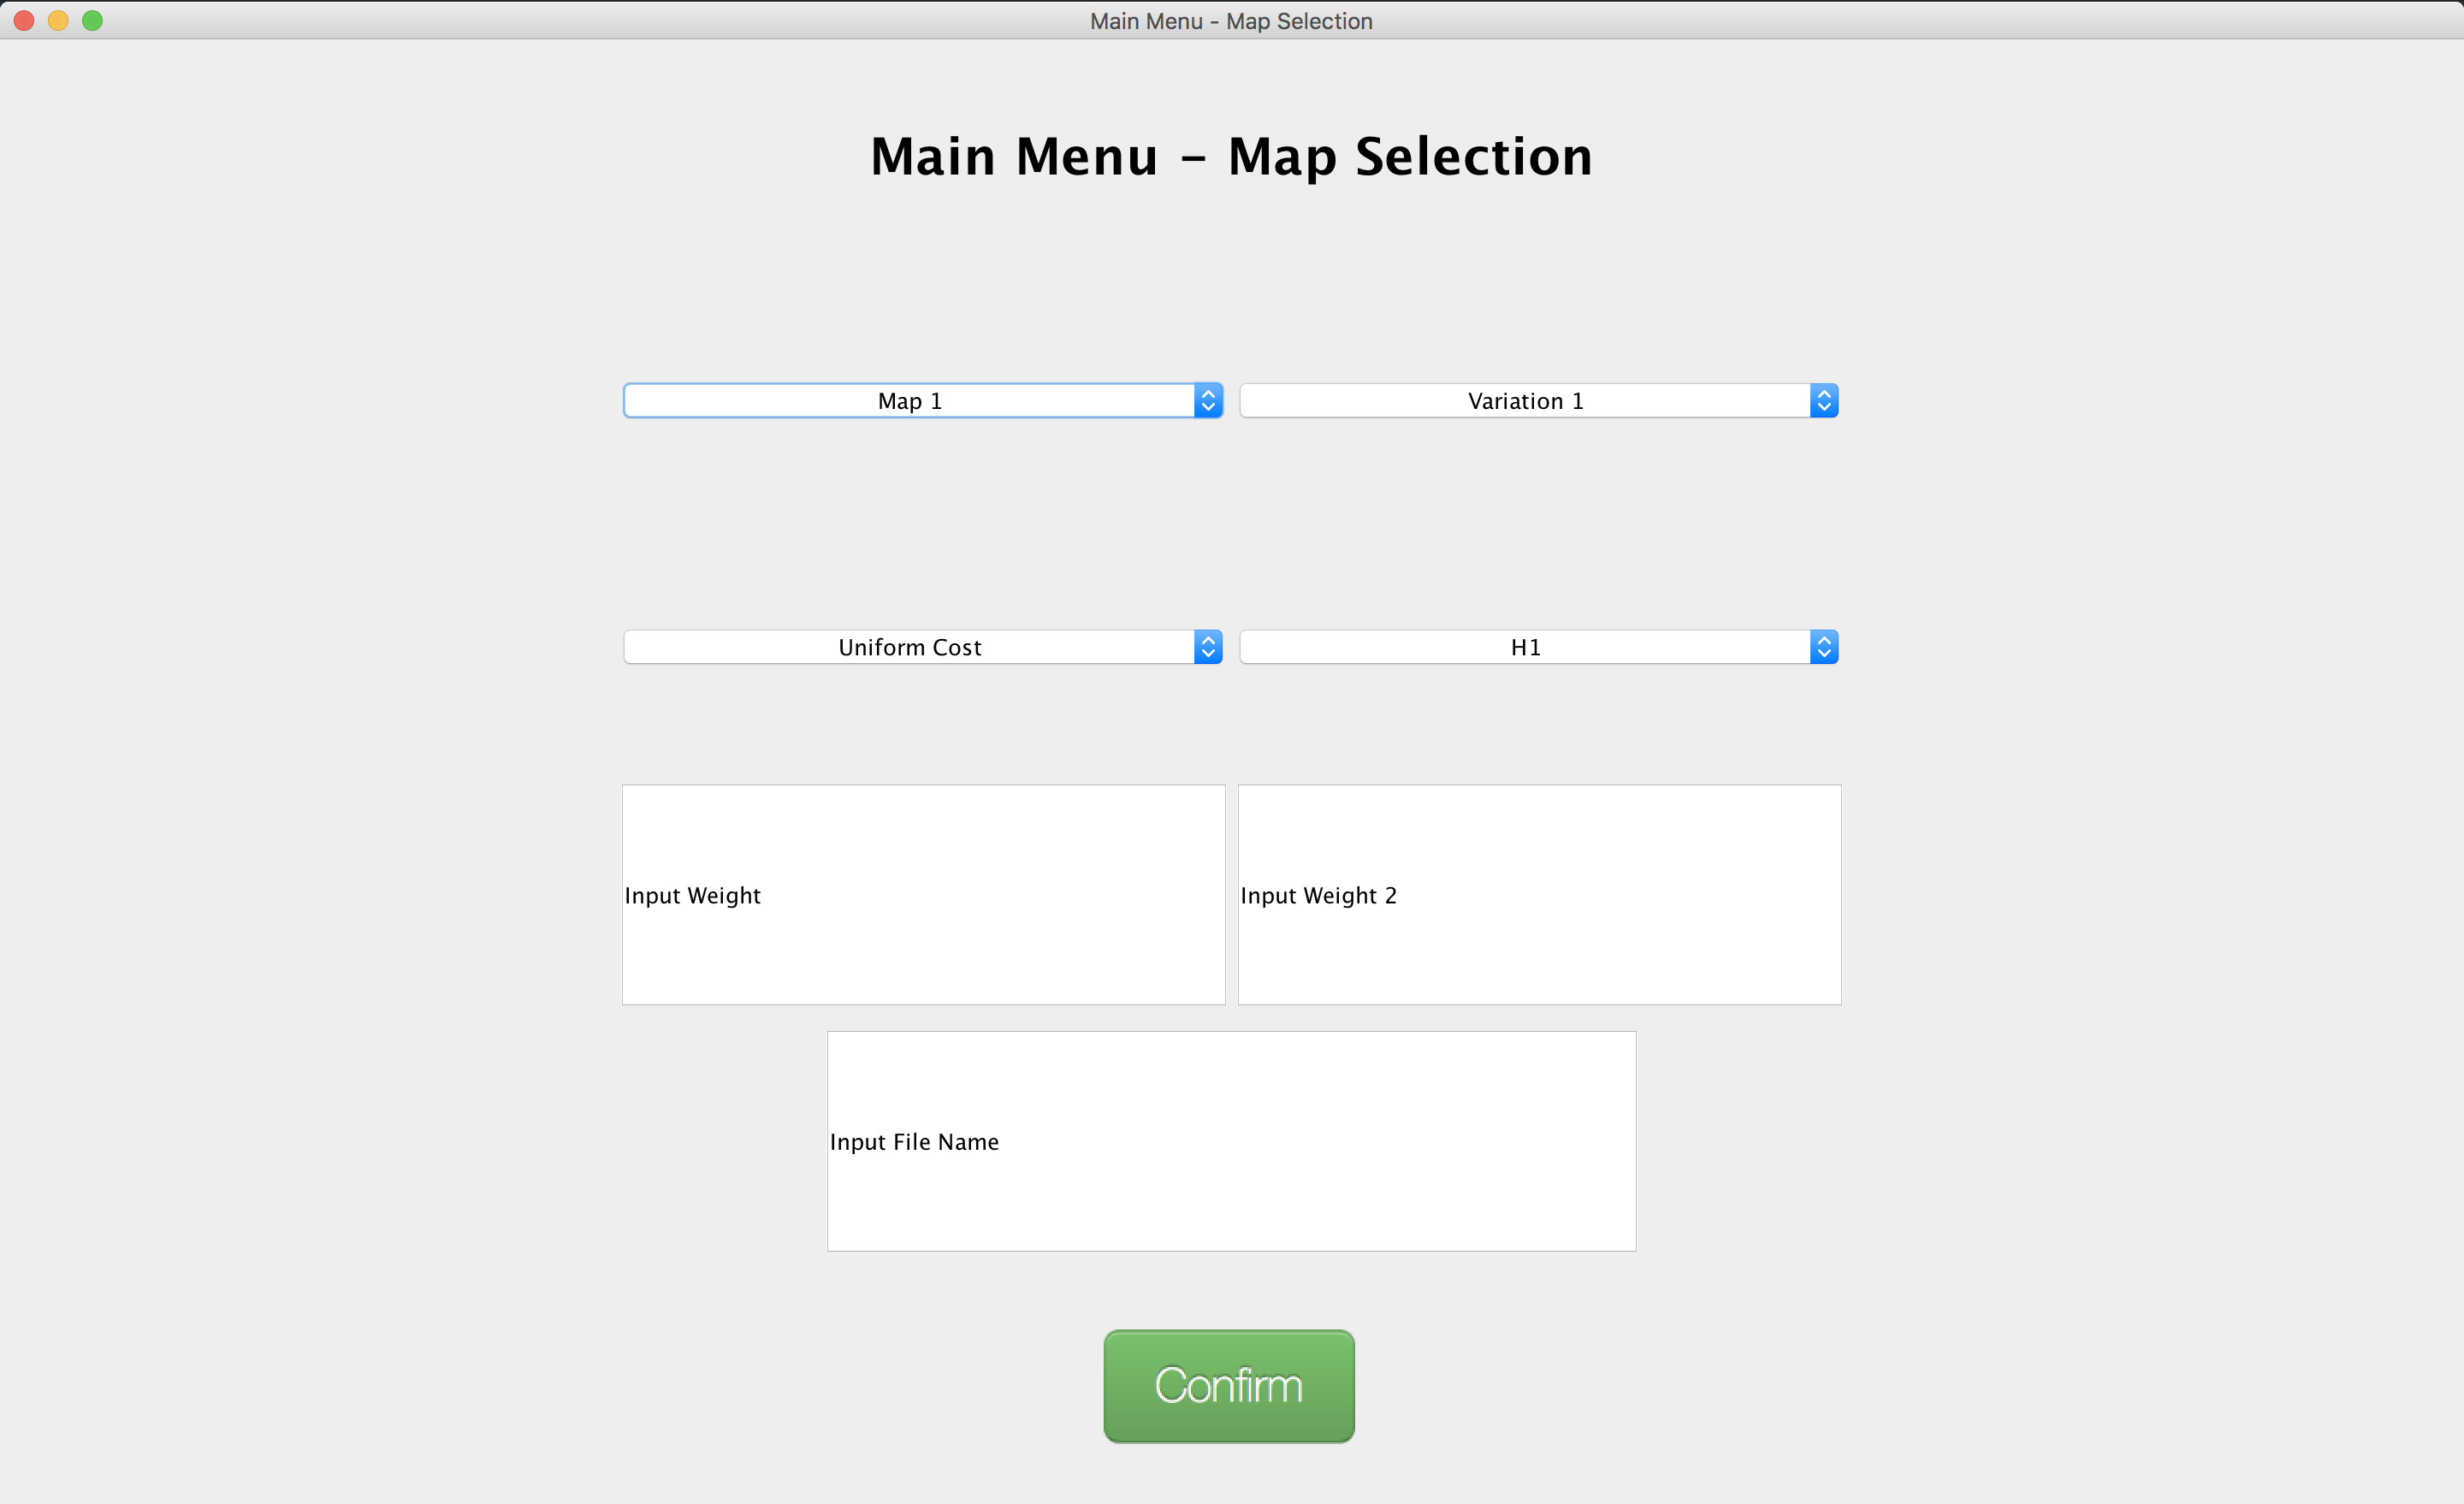 Main Menu - Map Selection
Main Menu – Map Selection
Map 1
Variation 1
Uniform Cost
H1
Input Weight
Input Weight 2
Input File Name
Confirm